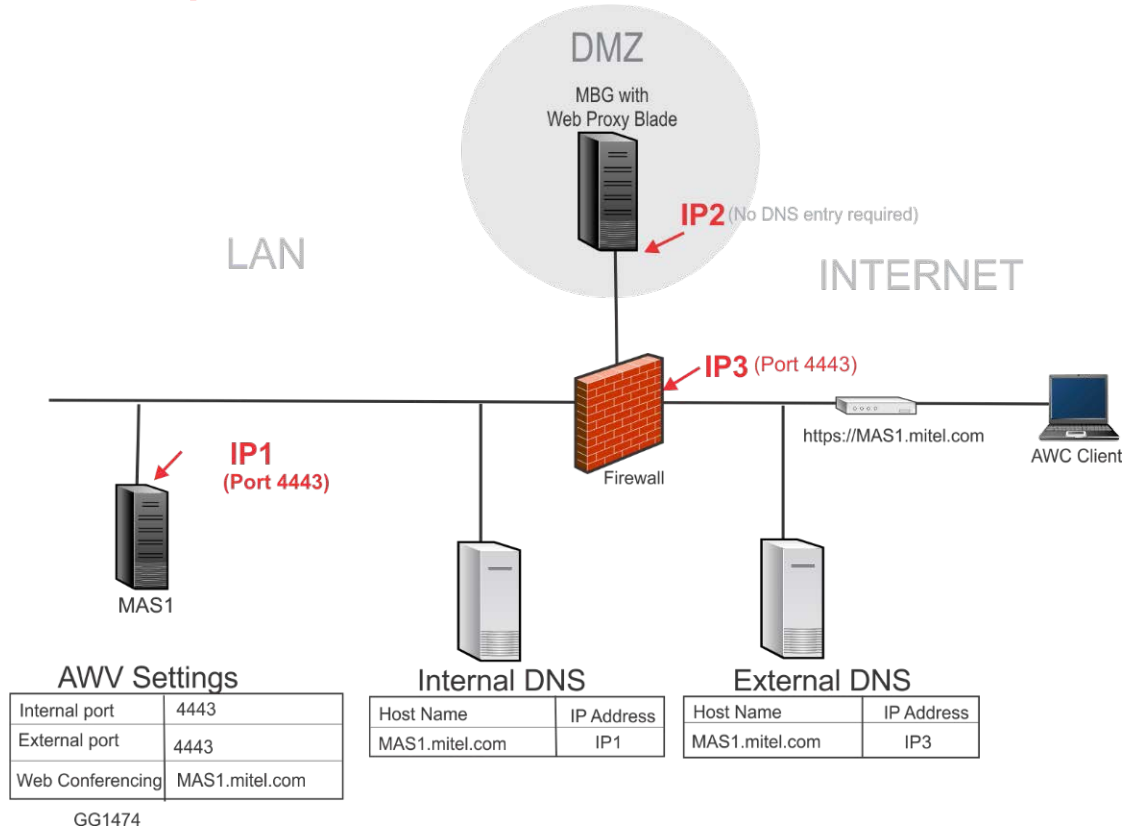 DMZ
MBG with
Web Proxy Blade
IP2 (No DNS entry required)
LAN
INTERNET
IP3 (Port 4443)
https://MAS1.mitel.com
AWC Client
IP1
(Port 4443)
Firewall
MAS1
AWV Settings
Internal port 4443
External port 4443
Web Conferencing MAS1.mitel.com
Internal DNS
Host Name IP Address
MAS1.mitel.com IP1
External DNS
Host Name IP Address
MAS1.mitel.com IP3
GG1474